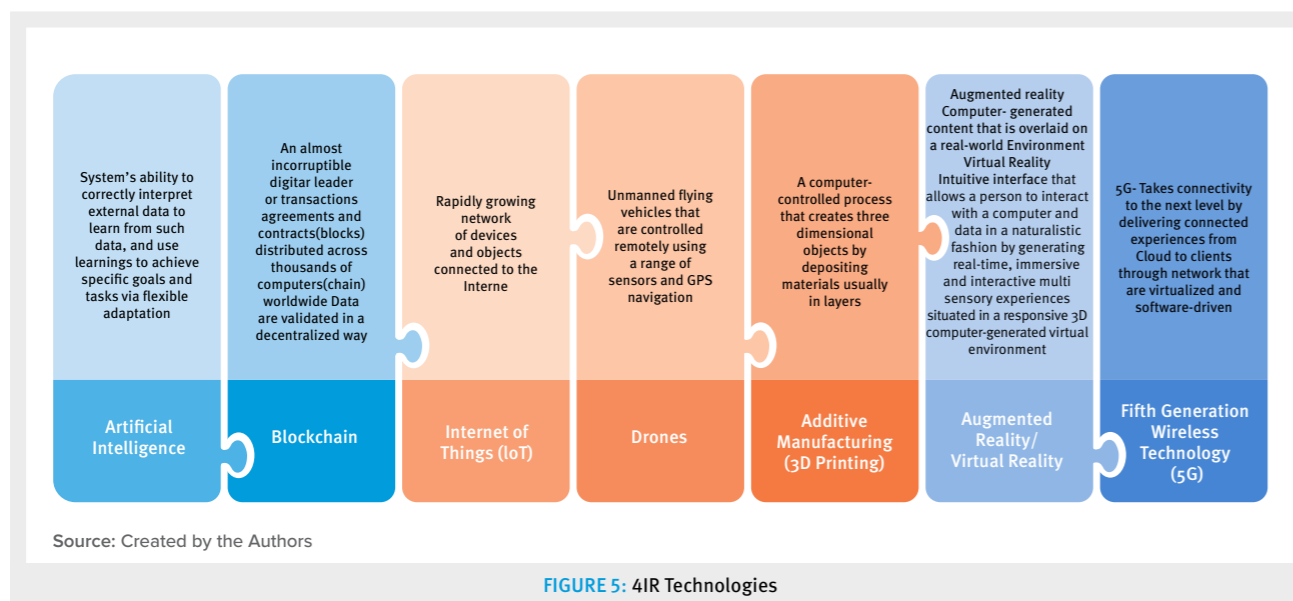 System's ability to
correctly interpret
external data to
learn from such
data, and use
learnings to achieve
specific goals and
tasks via flexible
adaptation
Artificial
Intelligence
An almost
incorruptible
digitar leader
or transactions
agreements and
contracts(blocks)
distributed across
thousands of
computers(chain)
worldwide Data
are validated in a
decentralized way
Blockchain
Rapidly growing
network
of devices
and objects
connected to the
Interne
Internet of
Things (loT)
Unmanned flying
vehicles that
are controlled
remotely using
a range of
sensors and GPS
navigation
Drones
A computer-
controlled process
that creates three
dimensional
objects by
depositing
materials usually
in layers
Additive
Manufacturing
(3D Printing)
Augmented reality
Computer- generated
content that is overlaid on
a real-world Environment
Virtual Reality
Intuitive interface that
allows a person to interact
with a computer and
data in a naturalistic
fashion by generating
real-time, immersive
and interactive multi
sensory experiences
situated in a responsive 3D
computer-generated virtual
environment
Augmented
Reality/
Virtual Reality
5G- Takes connectivity
to the next level by
delivering connected
experiences from
Cloud to clients
through network that
are virtualized and
software-driven
Fifth Generation
Wireless
Technology
(5G)
Source: Created by the Authors
FIGURE 5: 4IR Technologies